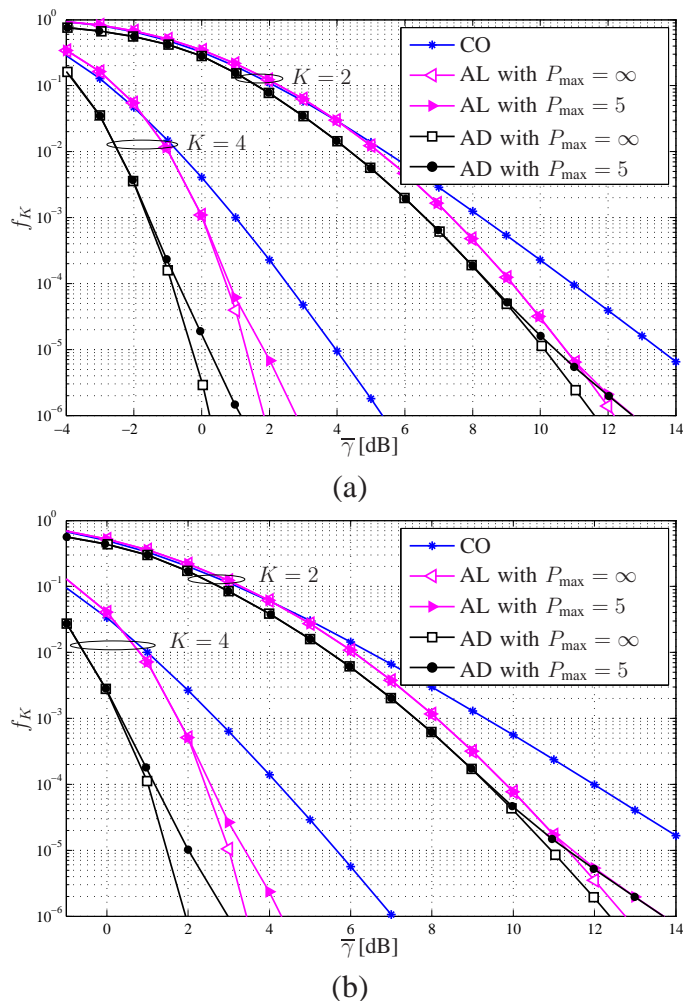 10^0
10^{-1}
10^{-2}
10^{-3}
10^{-4}
10^{-5}
10^{-6}
f_K
K = 2
K = 4
CO
AL with P_max = ∞
AL with P_max = 5
AD with P_max = ∞
AD with P_max = 5
-4 -2 0 2 4 6 8 10 12 14
γ̅ [dB]
(a)
10^0
10^{-1}
10^{-2}
10^{-3}
10^{-4}
10^{-5}
10^{-6}
f_K
K = 2
K = 4
CO
AL with P_max = ∞
AL with P_max = 5
AD with P_max = ∞
AD with P_max = 5
0 2 4 6 8 10 12 14
γ̅ [dB]
(b)